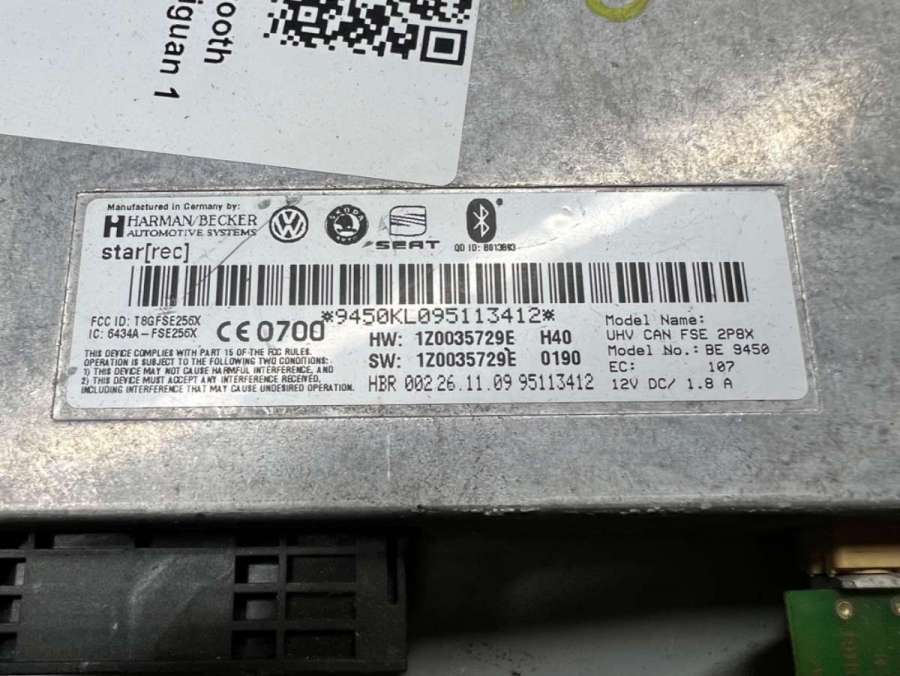 ooth
iguan 1
Manufactured in Germany by:
HARMAN/BECKER
AUTOMOTIVE SYSTEMS
star[rec]
ŠKODA
SEAT
QD ID: B013863
*9450KL095113412*
FCC ID: T8GFSE256X
IC: 6434A-FSE256X
CE0700
THIS DEVICE COMPLIES WITH PART 15 OF THE FCC RULES.
OPERATION IS SUBJECT TO THE FOLLOWING TWO CONDITIONS:
1) THIS DEVICE MAY NOT CAUSE HARMFUL INTERFERENCE, AND
2) THIS DEVICE MUST ACCEPT ANY INTERFERENCE RECEIVED,
INCLUDING INTERFERENCE THAT MAY CAUSE UNDESIRED OPERATION.
HW: 1Z0035729E H40
SW: 1Z0035729E 0190
HBR 002 26.11.09 95113412
Model Name:
UHV CAN FSE 2P8X
Model No.: BE 9450
EC: 107
12V DC/ 1.8 A